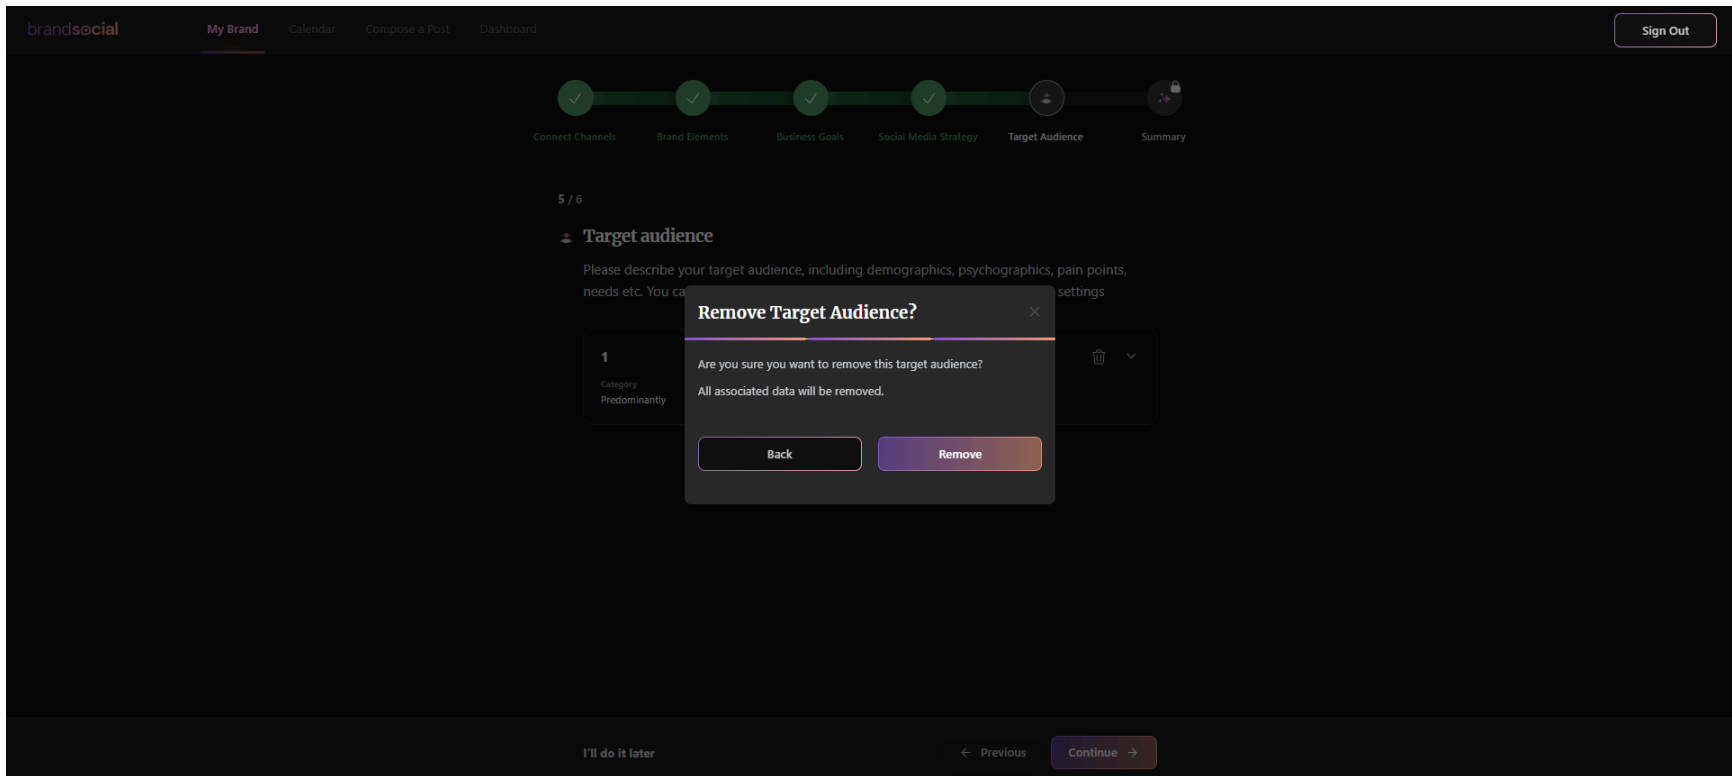 brandsocial
My Brand Calendar Compose a Post Dashboard
Sign Out
Connect Channels Brand Elements Business Goals Social Media Strategy Target Audience Summary
5 / 6
Target audience
Please describe your target audience, including demographics, psychographics, pain points,
needs etc. You ca settings
Remove Target Audience?
Are you sure you want to remove this target audience?
All associated data will be removed.
Back Remove
1
Category
Predominantly
I'll do it later
Previous Continue